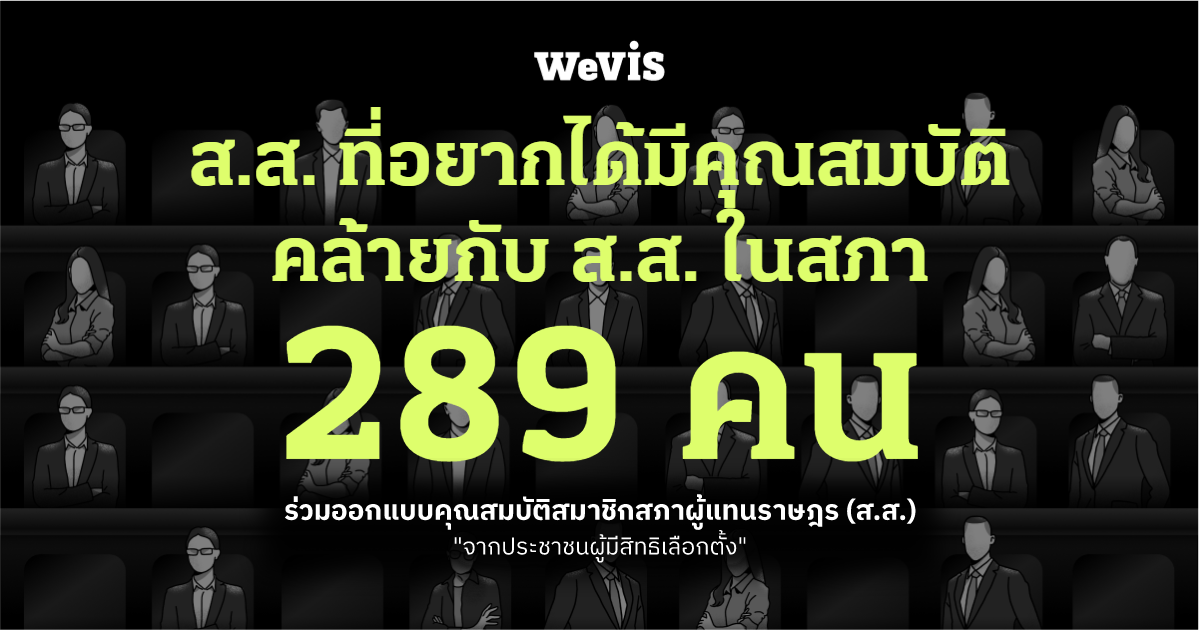 WeVIS
ส.ส. ที่อยากได้มีคุณสมบัติ
คล้ายกับ ส.ส. ในสภา
289 คน
ร่วมออกแบบคุณสมบัติสมาชิกสภาผู้แทนราษฎร (ส.ส.)
"จากประชาชนผู้มีสิทธิเลือกตั้ง"